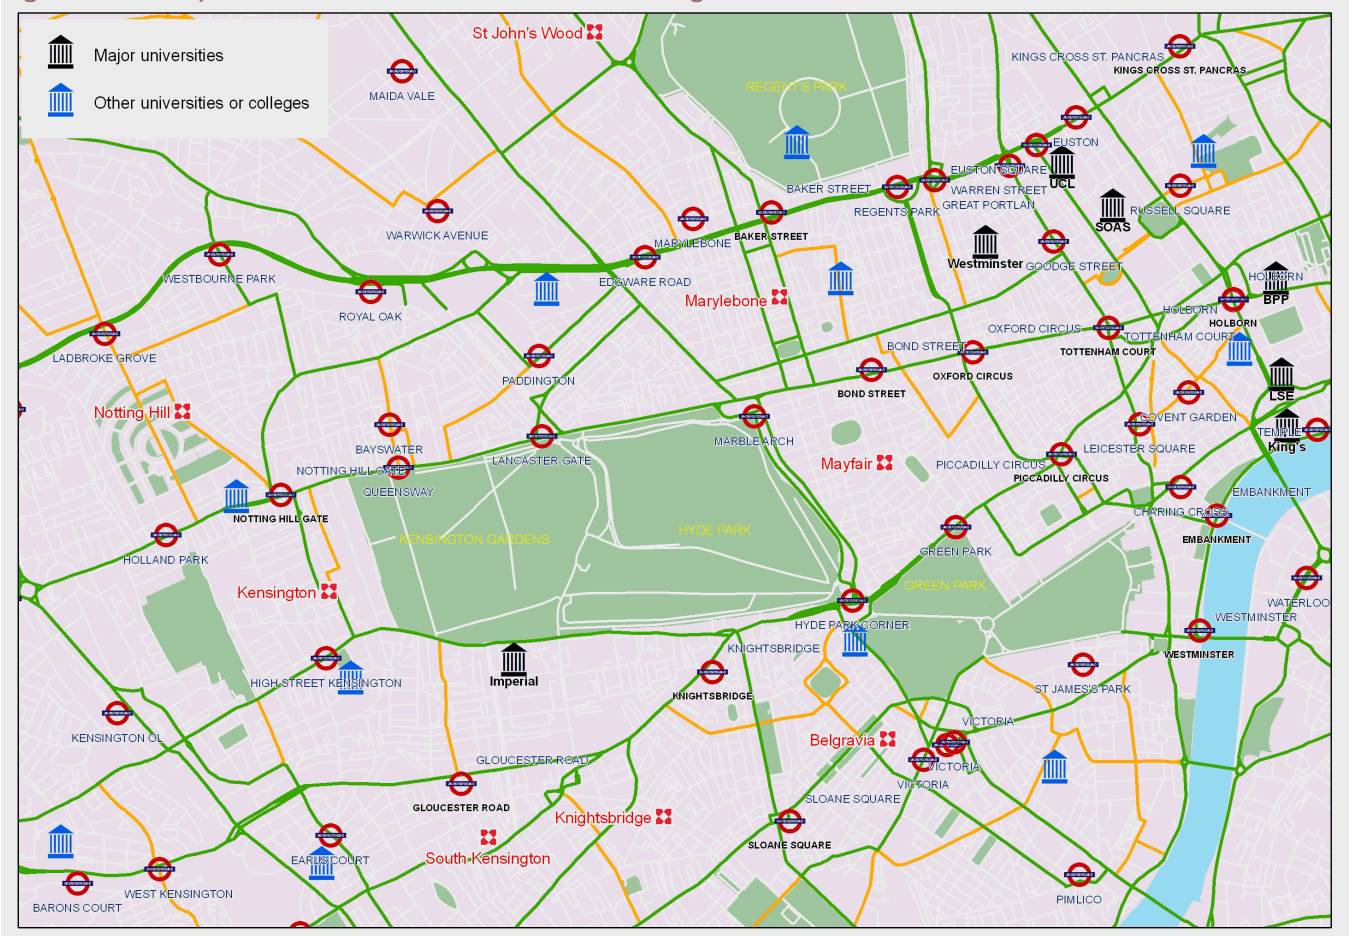 St John's Wood
Major universities
Other universities or colleges
KINGS CROSS ST. PANCRAS
KINGS CROSS ST. PANCRAS
MAIDA VALE
REGENT'S PARK
EUSTON
EUSTON SQUARE
UCL
BAKER STREET
WARREN STREET
GREAT PORTLAN
REGENTS PARK
RUSSELL SQUARE
SOAS
WARWICK AVENUE
MARYLEBONE
BAKER STREET
Westminster
GOODGE STREET
WESTBOURNE PARK
EDGWARE ROAD
HOLBORN
BPP
Marylebone
ROYAL OAK
HOLBORN
HOLBORN
OXFORD CIRCUS
TOTTENHAM COURT
TOTTENHAM COURT
BOND STREET
LADBROKE GROVE
OXFORD CIRCUS
PADDINGTON
BOND STREET
LSE
Notting Hill
COVENT GARDEN
TEMPLE
MARBLE ARCH
BAYSWATER
LEICESTER SQUARE
King's
LANCASTER GATE
Mayfair
PICCADILLY CIRCUS
NOTTING HILL GATE
PICCADILLY CIRCUS
QUEENSWAY
EMBANKMENT
CHARING CROSS
NOTTING HILL GATE
HYDE PARK
KENSINGTON GARDENS
EMBANKMENT
GREEN PARK
HOLLAND PARK
GREEN PARK
Kensington
WATERLOO
WESTMINSTER
HYDE PARK CORNER
KNIGHTSBRIDGE
WESTMINSTER
HIGH STREET KENSINGTON
Imperial
ST JAMES'S PARK
KNIGHTSBRIDGE
VICTORIA
KENSINGTON OL
Belgravia
GLOUCESTER ROAD
VICTORIA
VICTORIA
SLOANE SQUARE
GLOUCESTER ROAD
Knightsbridge
SLOANE SQUARE
EARLS COURT
South Kensington
WEST KENSINGTON
PIMLICO
BARONS COURT